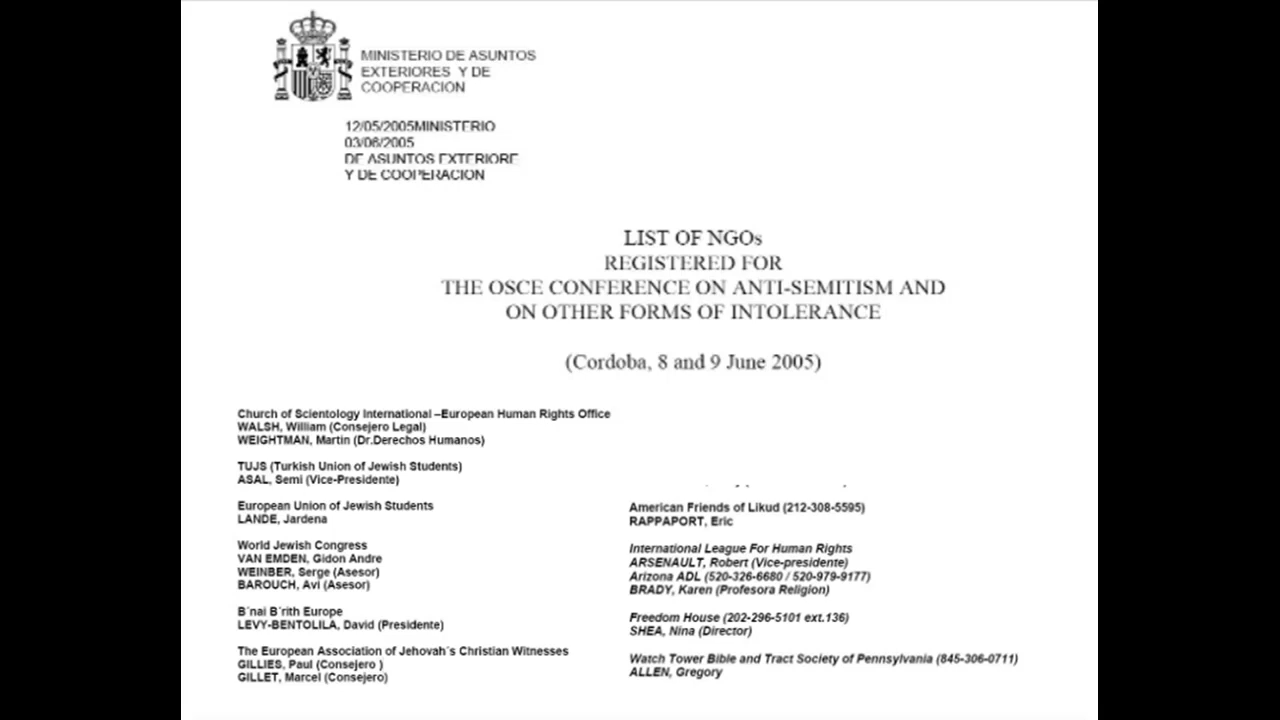 MINISTERIO DE ASUNTOS
EXTERIORES Y DE
COOPERACION
12/05/2005MINISTERIO
03/06/2005
DE ASUNTOS EXTERIORE
Y DE COOPERACION
LIST OF NGOs
REGISTERED FOR
THE OSCE CONFERENCE ON ANTI-SEMITISM AND
ON OTHER FORMS OF INTOLERANCE
(Cordoba, 8 and 9 June 2005)
Church of Scientology International –European Human Rights Office
WALSH, William (Consejero Legal)
WEIGHTMAN, Martin (Dr.Derechos Humanos)
TUJS (Turkish Union of Jewish Students)
ASAL, Semi (Vice-Presidente)
European Union of Jewish Students
LANDE, Jardena
World Jewish Congress
VAN EMDEN, Gidon Andre
WEINBER, Serge (Asesor)
BAROUCH, Avi (Asesor)
B´nai B´rith Europe
LEVY-BENTOLILA, David (Presidente)
The European Association of Jehovah´s Christian Witnesses
GILLIES, Paul (Consejero )
GILLET, Marcel (Consejero)
American Friends of Likud (212-308-5595)
RAPPAPORT, Eric
International League For Human Rights
ARSENAULT, Robert (Vice-presidente)
Arizona ADL (520-326-6680 / 520-979-9177)
BRADY, Karen (Profesora Religion)
Freedom House (202-296-5101 ext.136)
SHEA, Nina (Director)
Watch Tower Bible and Tract Society of Pennsylvania (845-306-0711)
ALLEN, Gregory